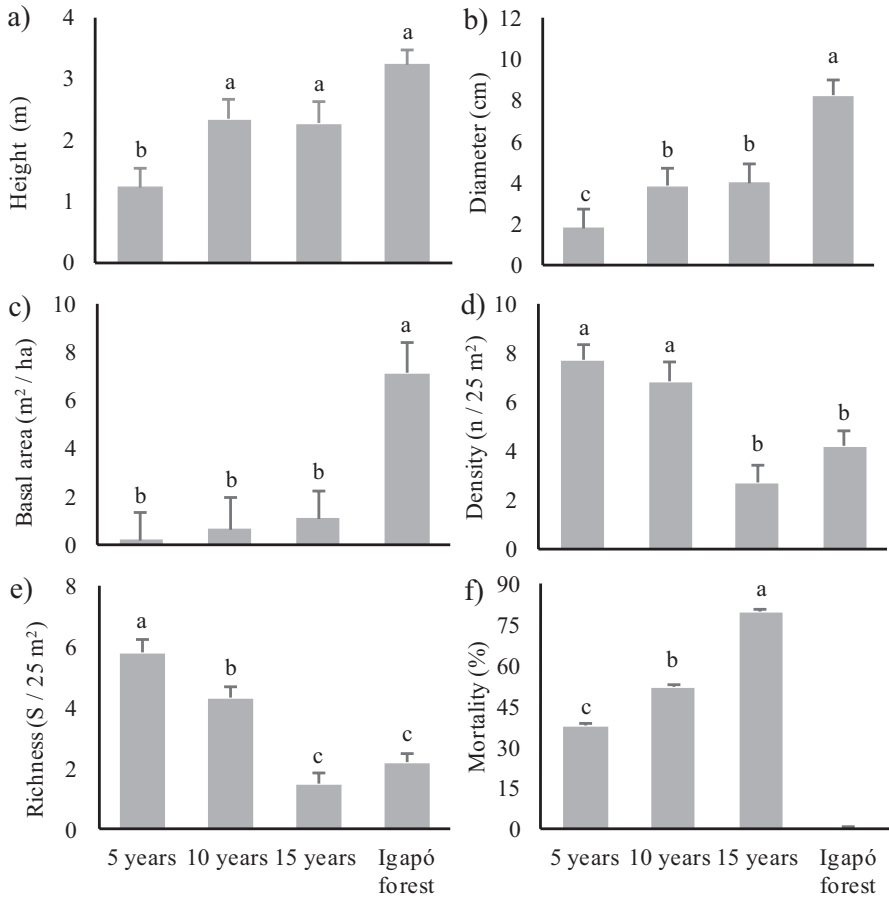 a)
Height (m)
4
3
2
1
0
b
a
a
a
b)
Diameter (cm)
12
10
8
6
4
2
0
c
b
b
a
c)
Basal area (m² / ha)
10
8
6
4
2
0
b
b
b
a
d)
Density (n / 25 m²)
10
8
6
4
2
0
a
a
b
b
e)
Richness (S / 25 m²)
8
6
4
2
0
a
b
c
c
5 years 10 years 15 years Igapó
forest
f)
Mortality (%)
90
75
60
45
30
15
0
c
b
a
5 years 10 years 15 years Igapó
forest